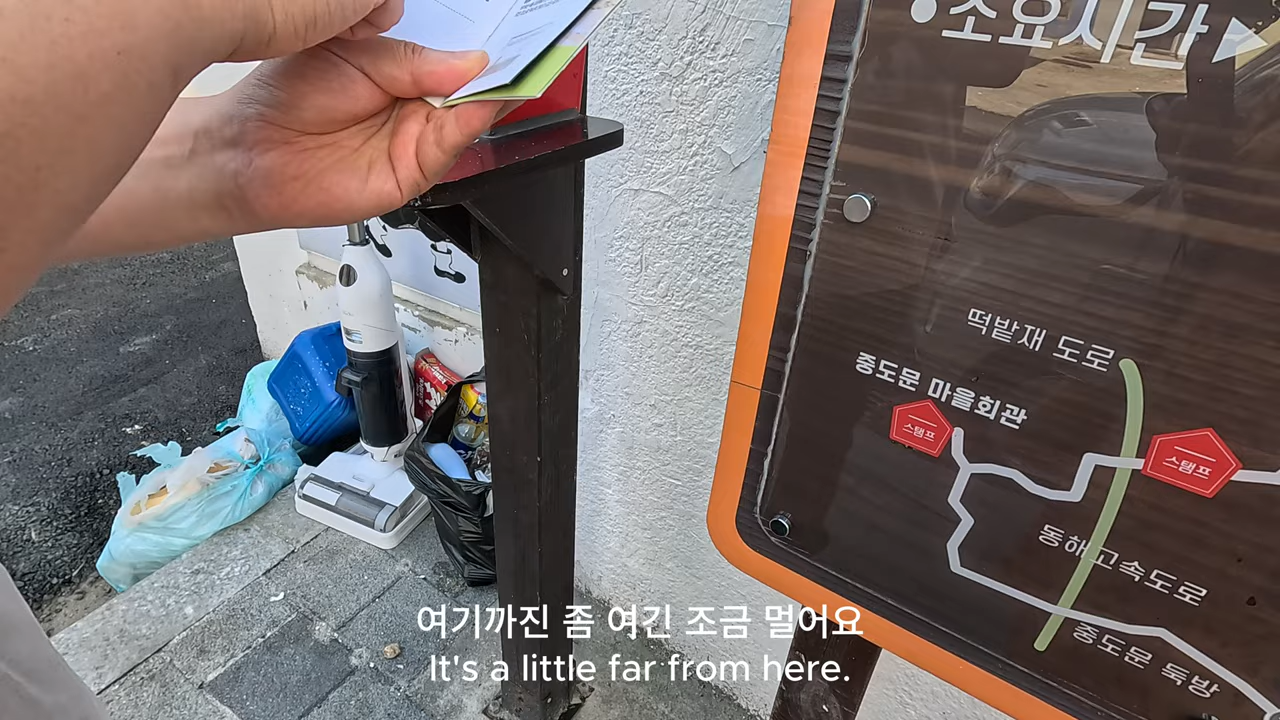 ●소요시간▶
떡밭재 도로
중도문 마을회관
스탬프
스탬프
동해고속도로
중도문 둑방
여기까진 좀 여긴 조금 멀어요
It's a little far from here.